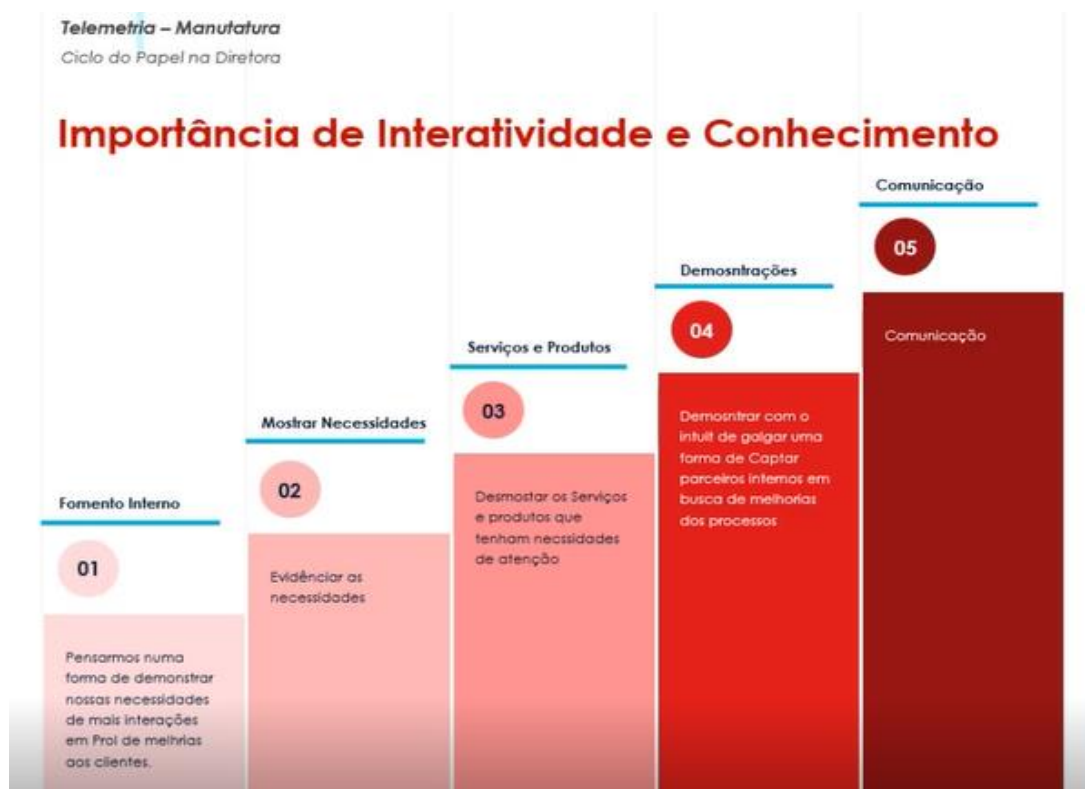 Telemetria – Manutatura
Ciclo do Papel na Diretora
Importância de Interatividade e Conhecimento
Fomento Interno
01
Pensarmos numa
forma de demonstrar
nossas necessidades
de mais interações
em Prol de melhrias
aos clientes.
Mostrar Necessidades
02
Evidênciar as
necessidades
Serviços e Produtos
03
Desmostar os Serviços
e produtos que
tenham necssidades
de atenção
Demosntrações
04
Demosntrar com o
intuit de galgar uma
forma de Captar
parceiros internos em
busca de melhorias
dos processos
Comunicação
05
Comunicação